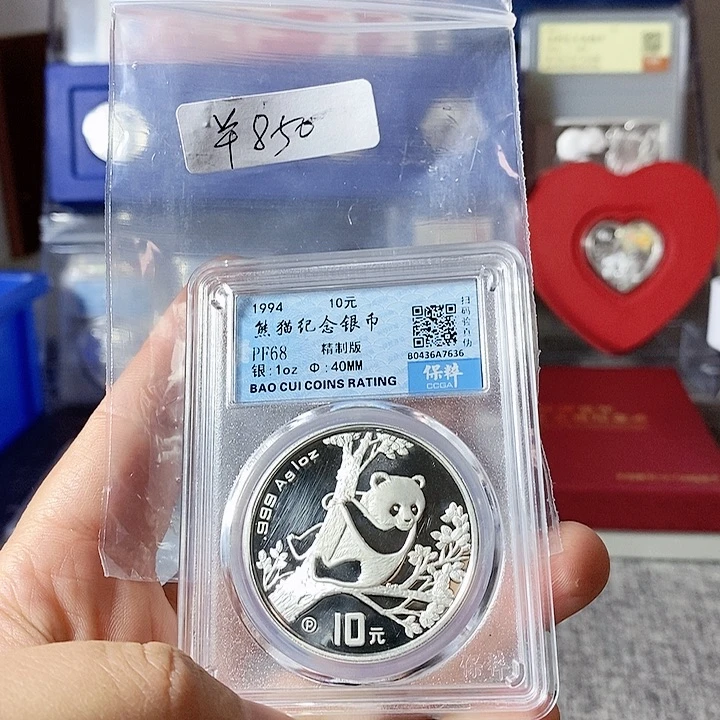 ¥850
1994 10元
熊猫纪念银币
PF68 精制版
银:1oz Φ:40MM
BAO CUI COINS RATING
扫码验真伪
B0436A7636
保粹
CCGA
.999 Ag 1oz
Ⓟ 10元